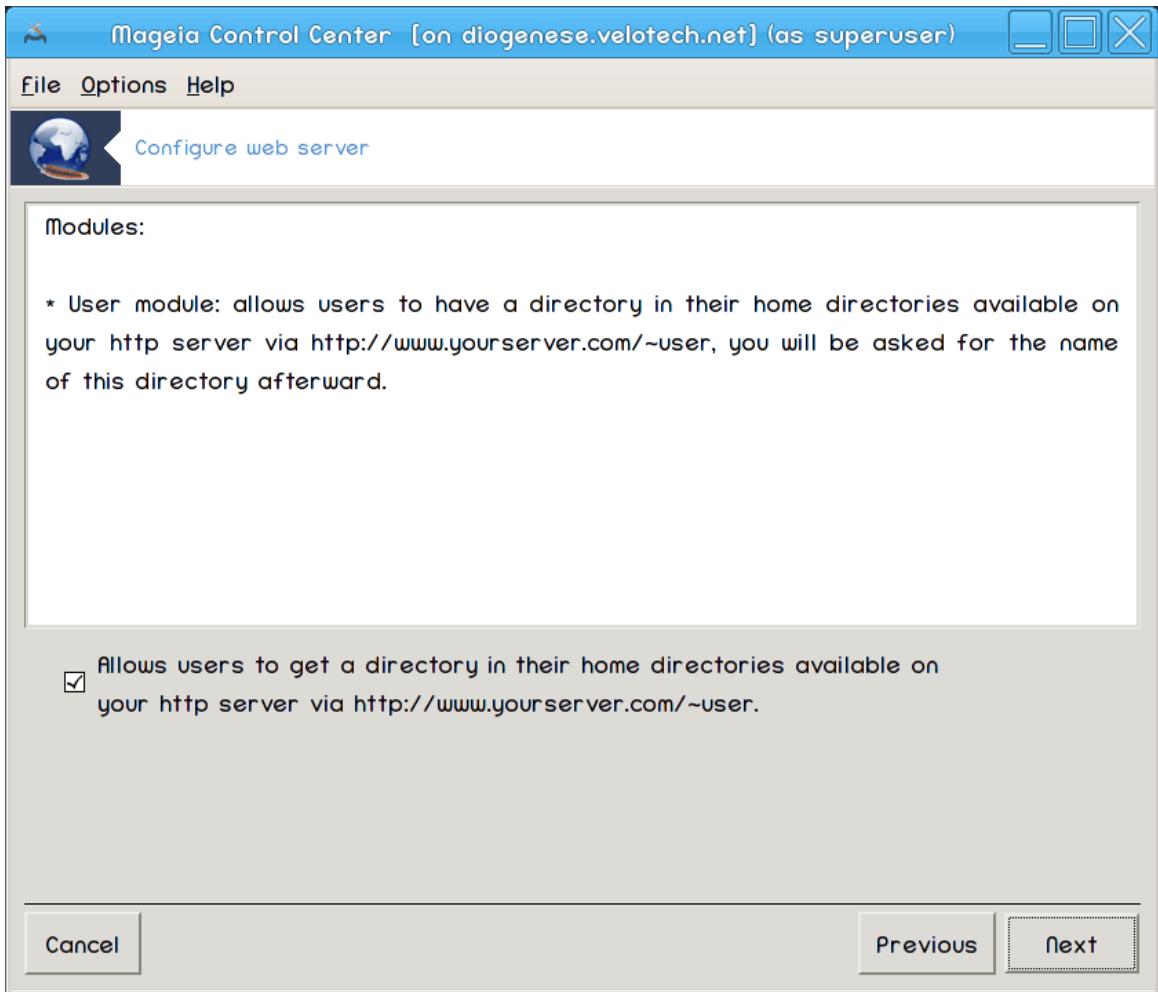 Mageia Control Center [on diogenese.velotech.net] (as superuser)
File Options Help
Configure web server
Modules:
* User module: allows users to have a directory in their home directories available on
your http server via http://www.yourserver.com/~user, you will be asked for the name
of this directory afterward.
Allows users to get a directory in their home directories available on
your http server via http://www.yourserver.com/~user.
Cancel Previous Next